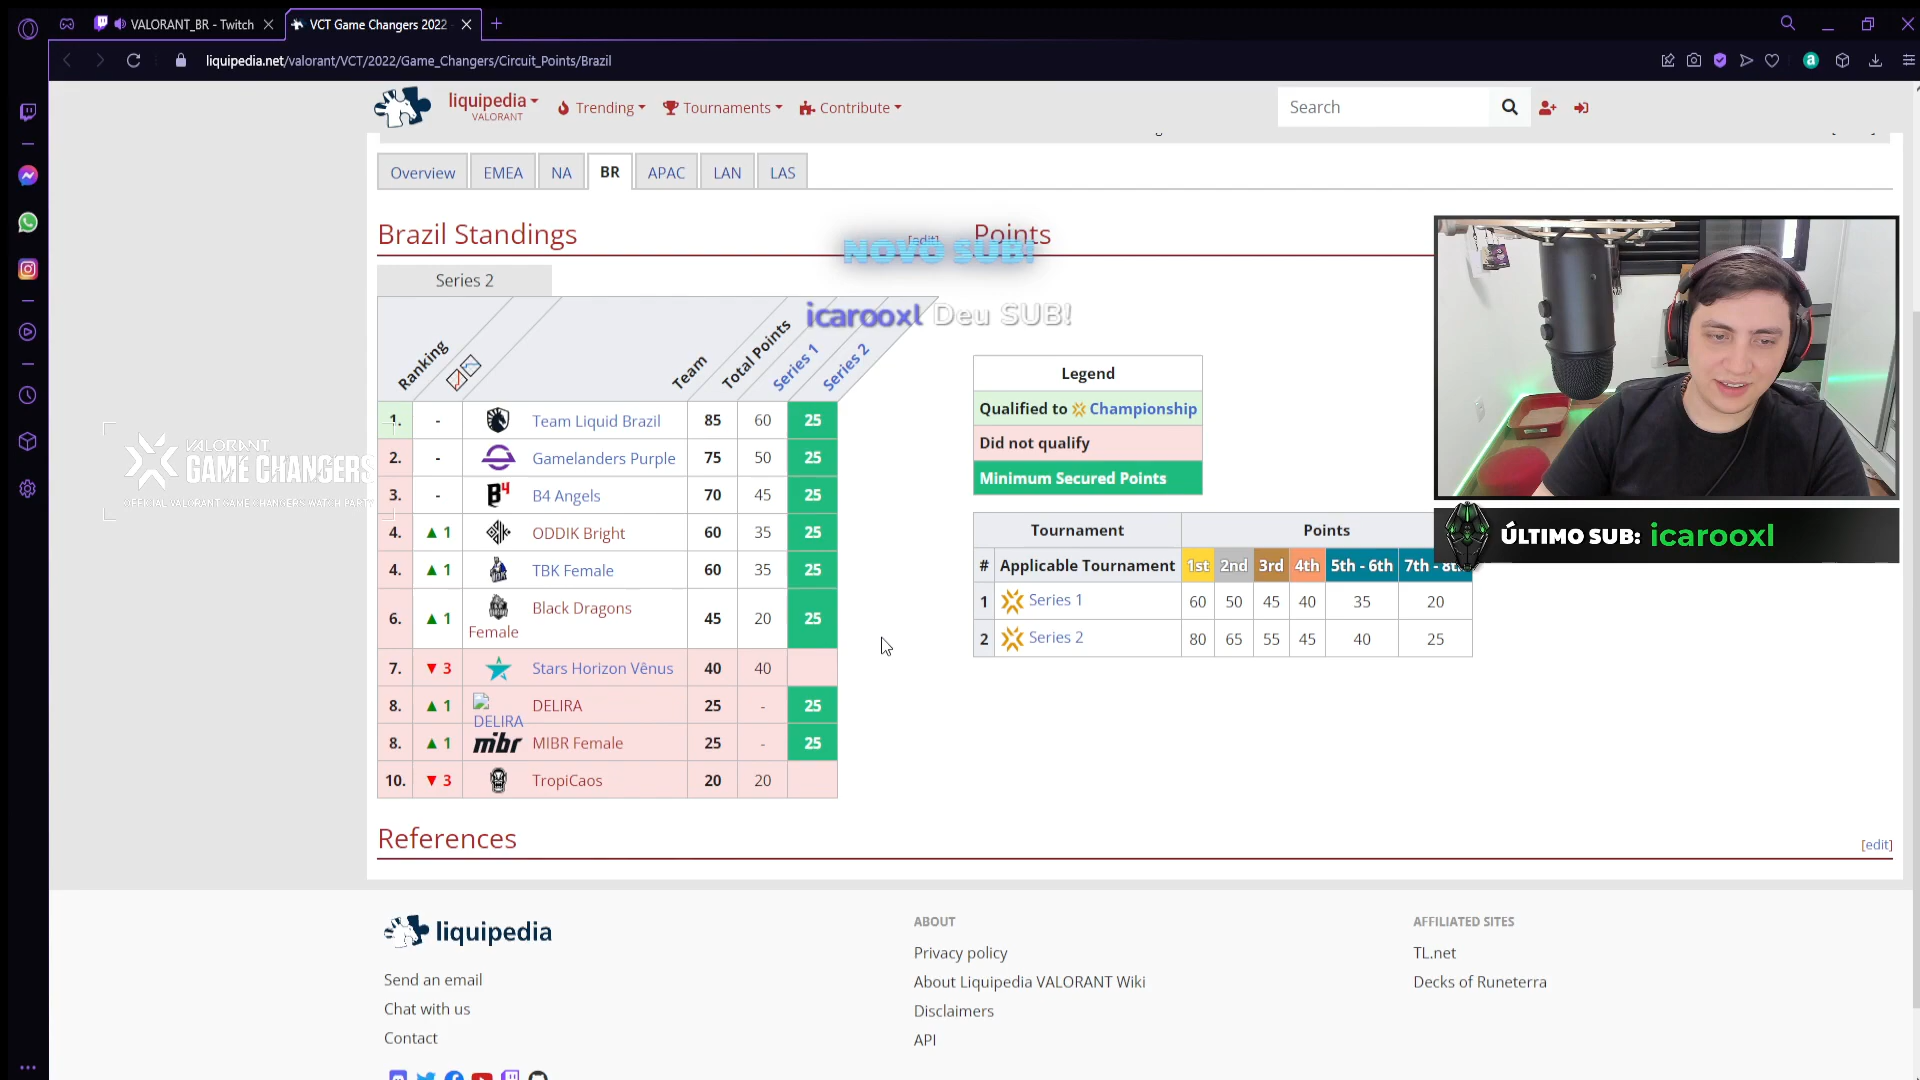 VALORANT_BR - Twitch
VCT Game Changers 2022
liquipedia.net/valorant/VCT/2022/Game_Changers/Circuit_Points/Brazil
liquipedia
VALORANT
Trending
Tournaments
Contribute
Search
Overview
EMEA
NA
BR
APAC
LAN
LAS
Brazil Standings
[edit]
Points
NOVO SUB!
icarooxl Deu SUB!
Series 2
Ranking
Team
Total Points
Series 1
Series 2
1. - Team Liquid Brazil 85 60 25
2. - Gamelanders Purple 75 50 25
3. - B4 Angels 70 45 25
4. ▲ 1 ODDIK Bright 60 35 25
4. ▲ 1 TBK Female 60 35 25
6. ▲ 1 Black Dragons Female 45 20 25
7. ▼ 3 Stars Horizon Vênus 40 40
8. ▲ 1 DELIRA DELIRA 25 - 25
8. ▲ 1 mibr MIBR Female 25 - 25
10. ▼ 3 TropiCaos 20 20
VALORANT
GAME CHANGERS
Legend
Qualified to Championship
Did not qualify
Minimum Secured Points
Tournament Points
# Applicable Tournament 1st 2nd 3rd 4th 5th - 6th 7th - 8th
1 Series 1 60 50 45 40 35 20
2 Series 2 80 65 55 45 40 25
ÚLTIMO SUB: icarooxl
References
[edit]
liquipedia
Send an email
Chat with us
Contact
ABOUT
Privacy policy
About Liquipedia VALORANT Wiki
Disclaimers
API
AFFILIATED SITES
TL.net
Decks of Runeterra